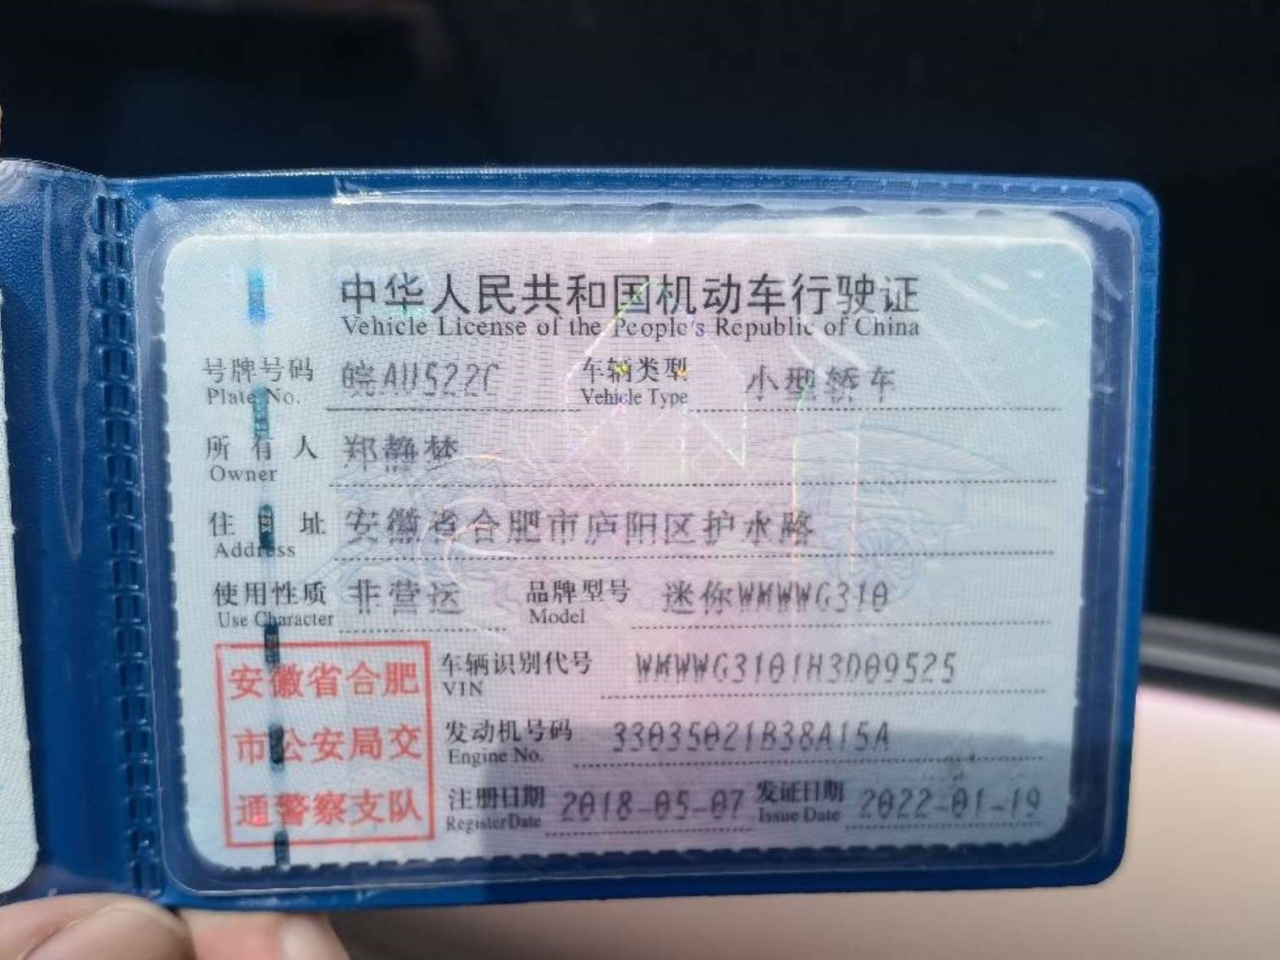 中华人民共和国机动车行驶证
Vehicle License of the People's Republic of China
号牌号码 皖AU522C 车辆类型 小型轿车
Plate No. Vehicle Type
所有人 郑静梦
Owner
住址 安徽省合肥市庐阳区护水路
Address
使用性质 非营运 品牌型号 迷你WMWWG310
Use Character Model
车辆识别代号 WMWWG3101H3D09525
VIN
发动机号码 33035021B38A15A
Engine No.
注册日期 2018-05-07 发证日期 2022-01-19
Register Date Issue Date
安徽省合肥
市公安局交
通警察支队